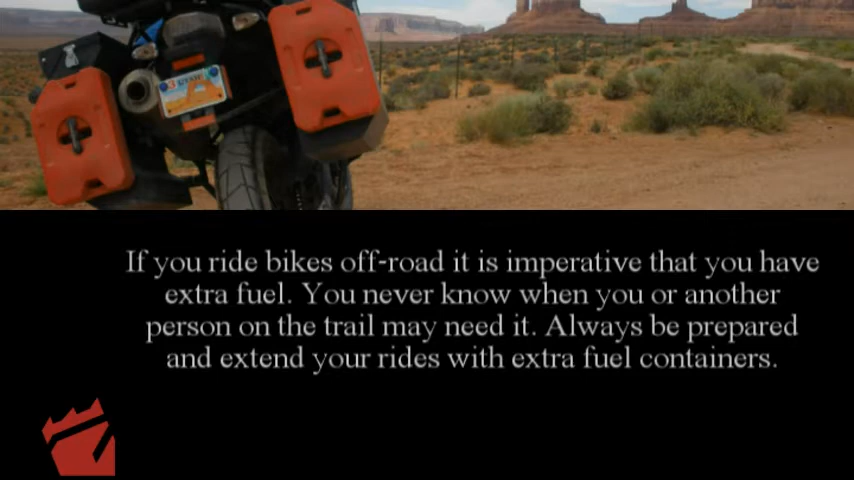 If you ride bikes off-road it is imperative that you have
extra fuel. You never know when you or another
person on the trail may need it. Always be prepared
and extend your rides with extra fuel containers.